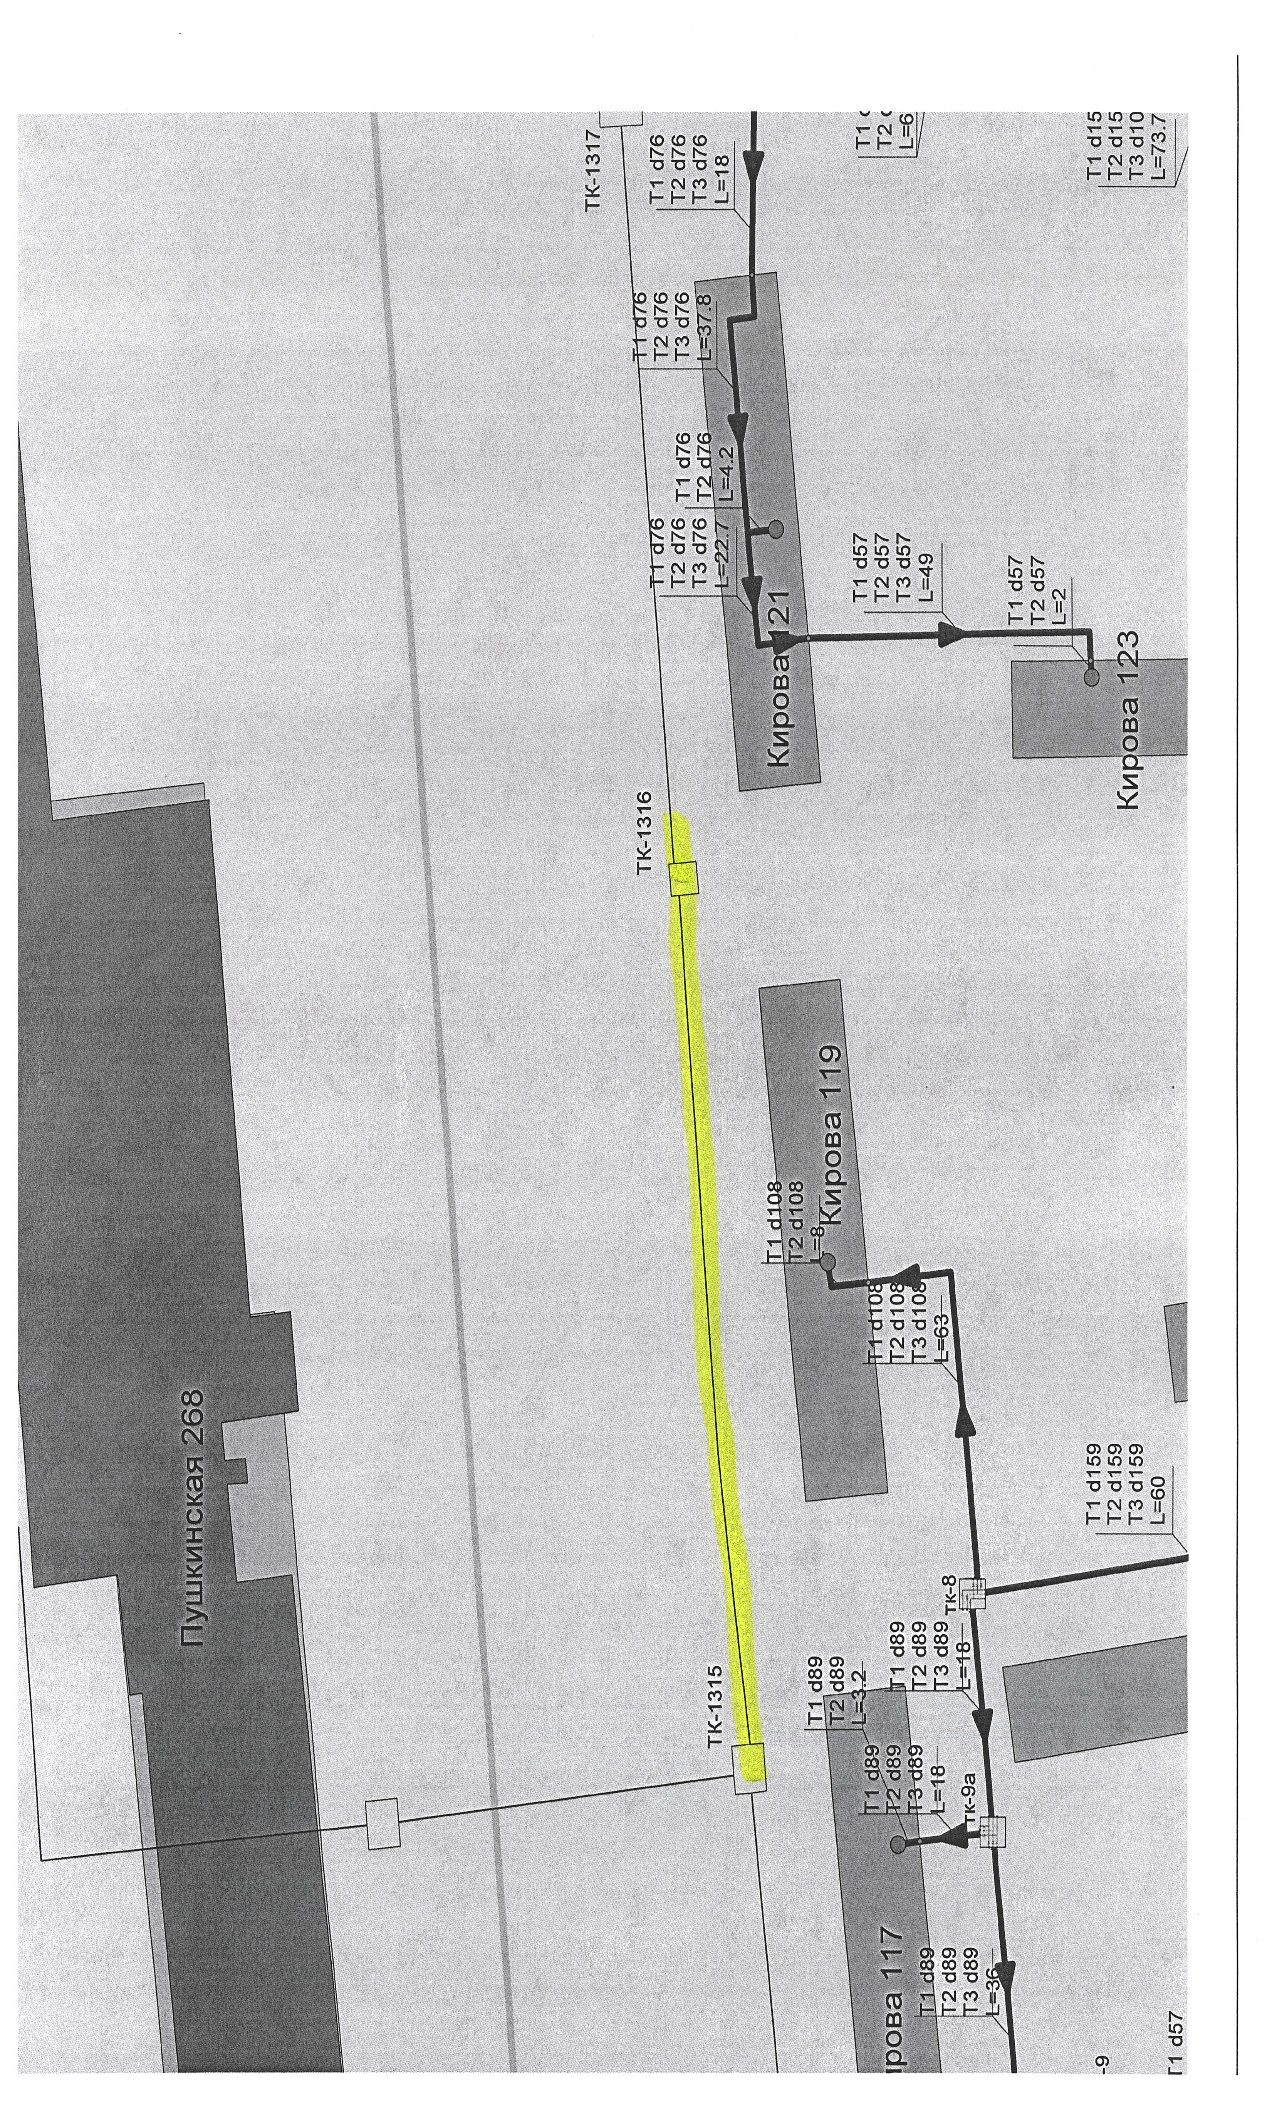 ТК-1317
T1 d76
T2 d76
T3 d76
L=18
L=6
T1 d15
T2 d15
T3 d10
L=73.7
T1 d76
T2 d76
T3 d76
L=37.8
T1 d76
T2 d76
L=4.2
T1 d76
T2 d76
T3 d76
L=22.7
Кирова 121
T1 d57
T2 d57
T3 d57
L=49
T1 d57
T2 d57
L=2
Кирова 123
ТК-1316
Кирова 119
T1 d108
T2 d108
L=8
T1 d108
T2 d108
T3 d108
L=63
Пушкинская 268
T1 d159
T2 d159
T3 d159
L=60
тк-8
ТК-1315
T1 d89
T2 d89
L=3.2
T1 d89
T2 d89
T3 d89
L=18
T1 d89
T2 d89
T3 d89
L=18
тк-9а
рова 117
T1 d89
T2 d89
T3 d89
L=36
-9
T1 d57